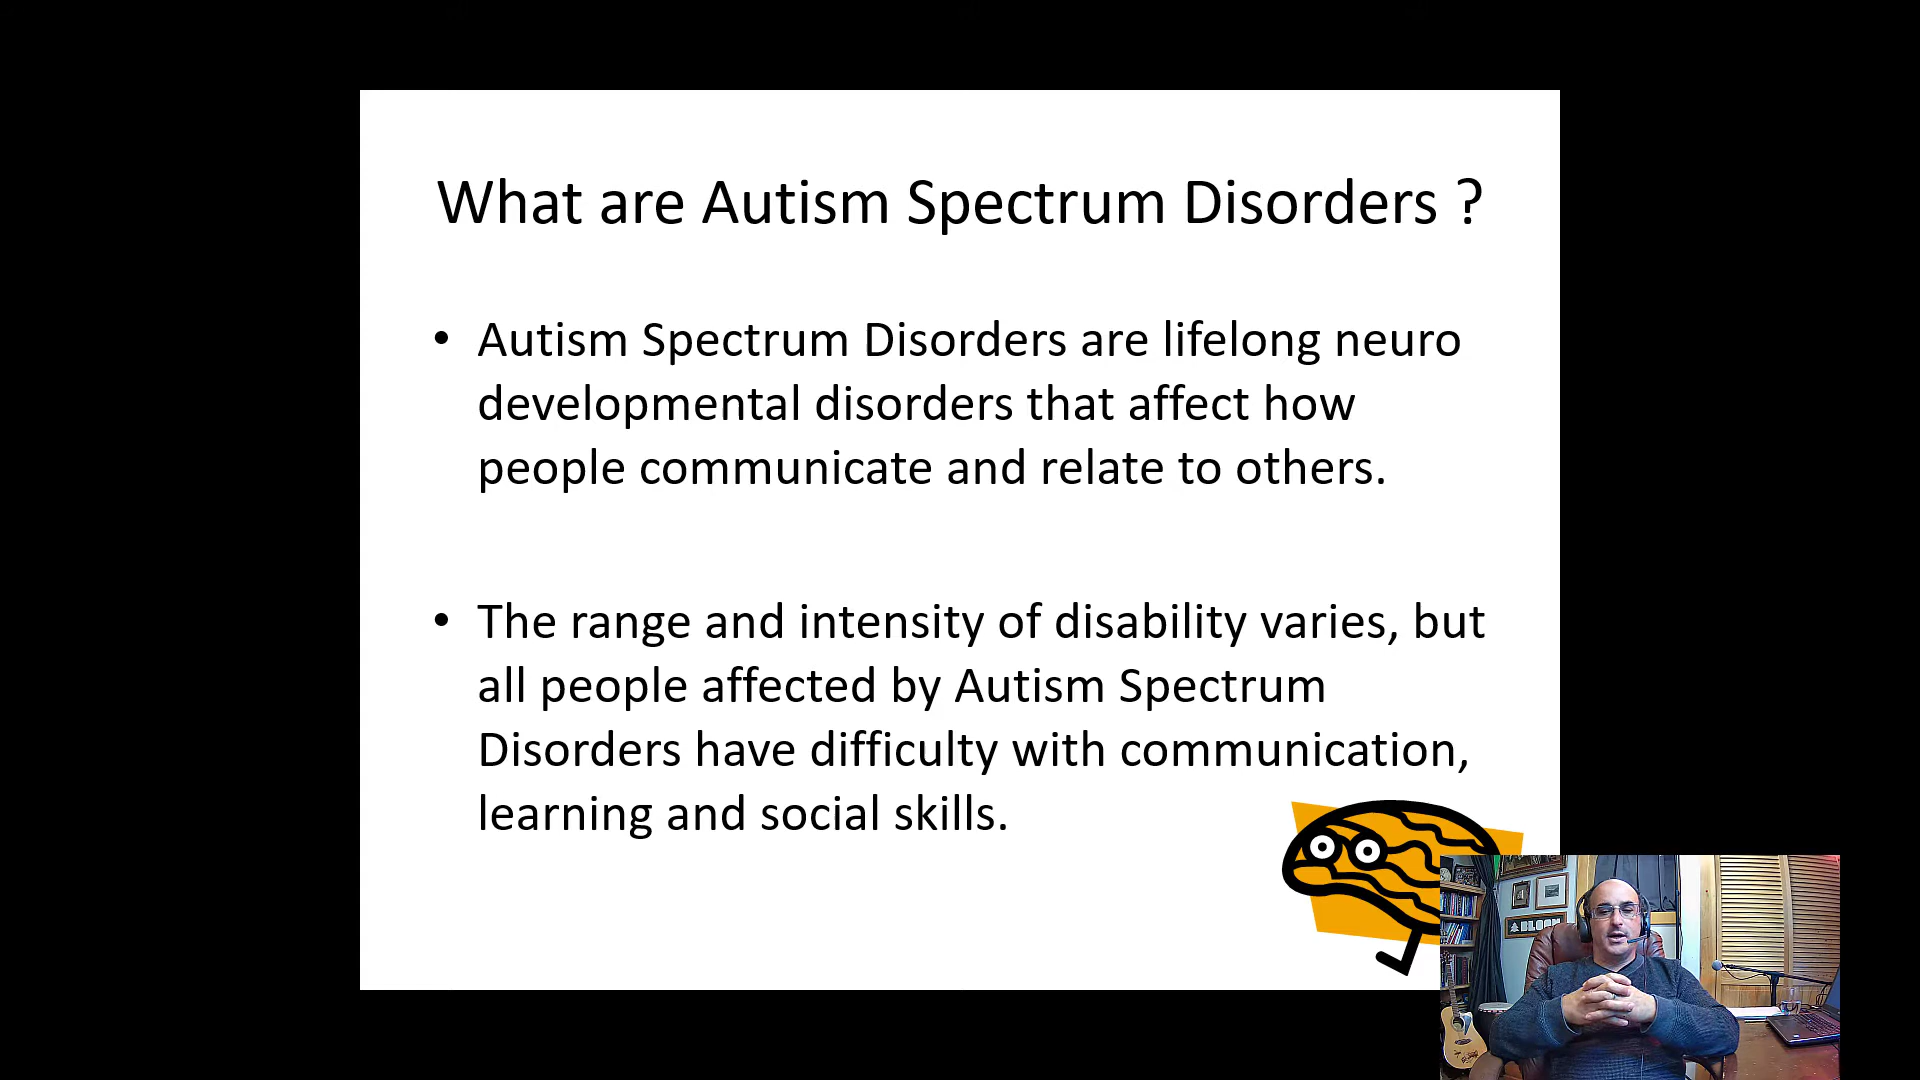 What are Autism Spectrum Disorders ?
• Autism Spectrum Disorders are lifelong neuro
developmental disorders that affect how
people communicate and relate to others.
• The range and intensity of disability varies, but
all people affected by Autism Spectrum
Disorders have difficulty with communication,
learning and social skills.